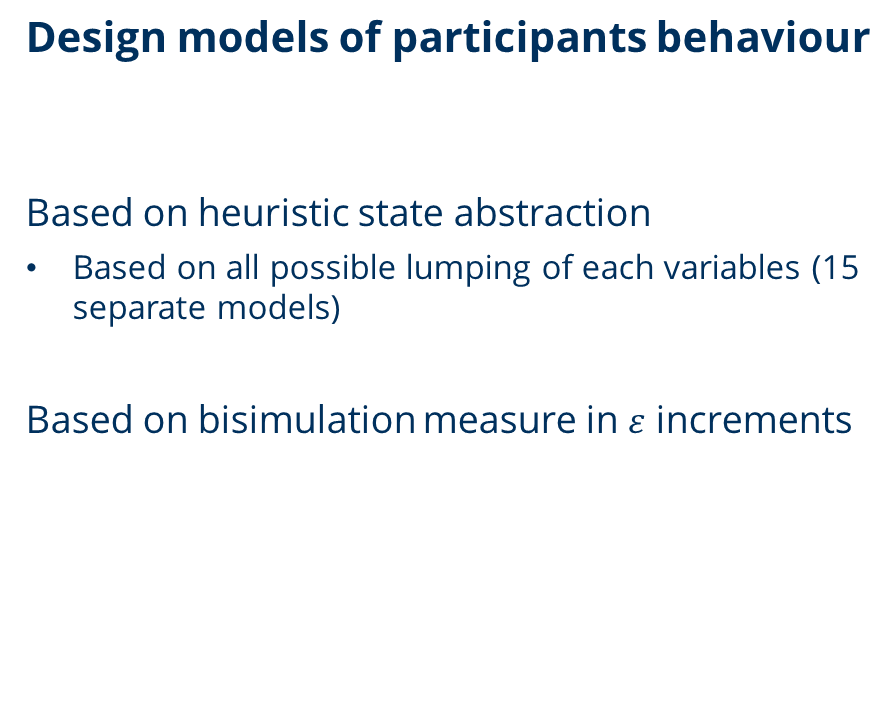 Design models of participants behaviour
Based on heuristic state abstraction
• Based on all possible lumping of each variables (15
separate models)
Based on bisimulation measure in 𝜀 increments